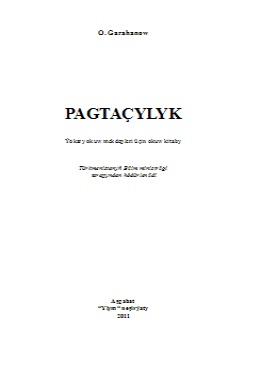 O. Garahanow
PAGTAÇYLYK
Ýokary okuw mekdepleri üçin okuw kitaby
Türkmenistanyň Bilim ministrligi
tarapyndan hödürlenildi
Aşgabat
"Ylym" neşirýaty
2011